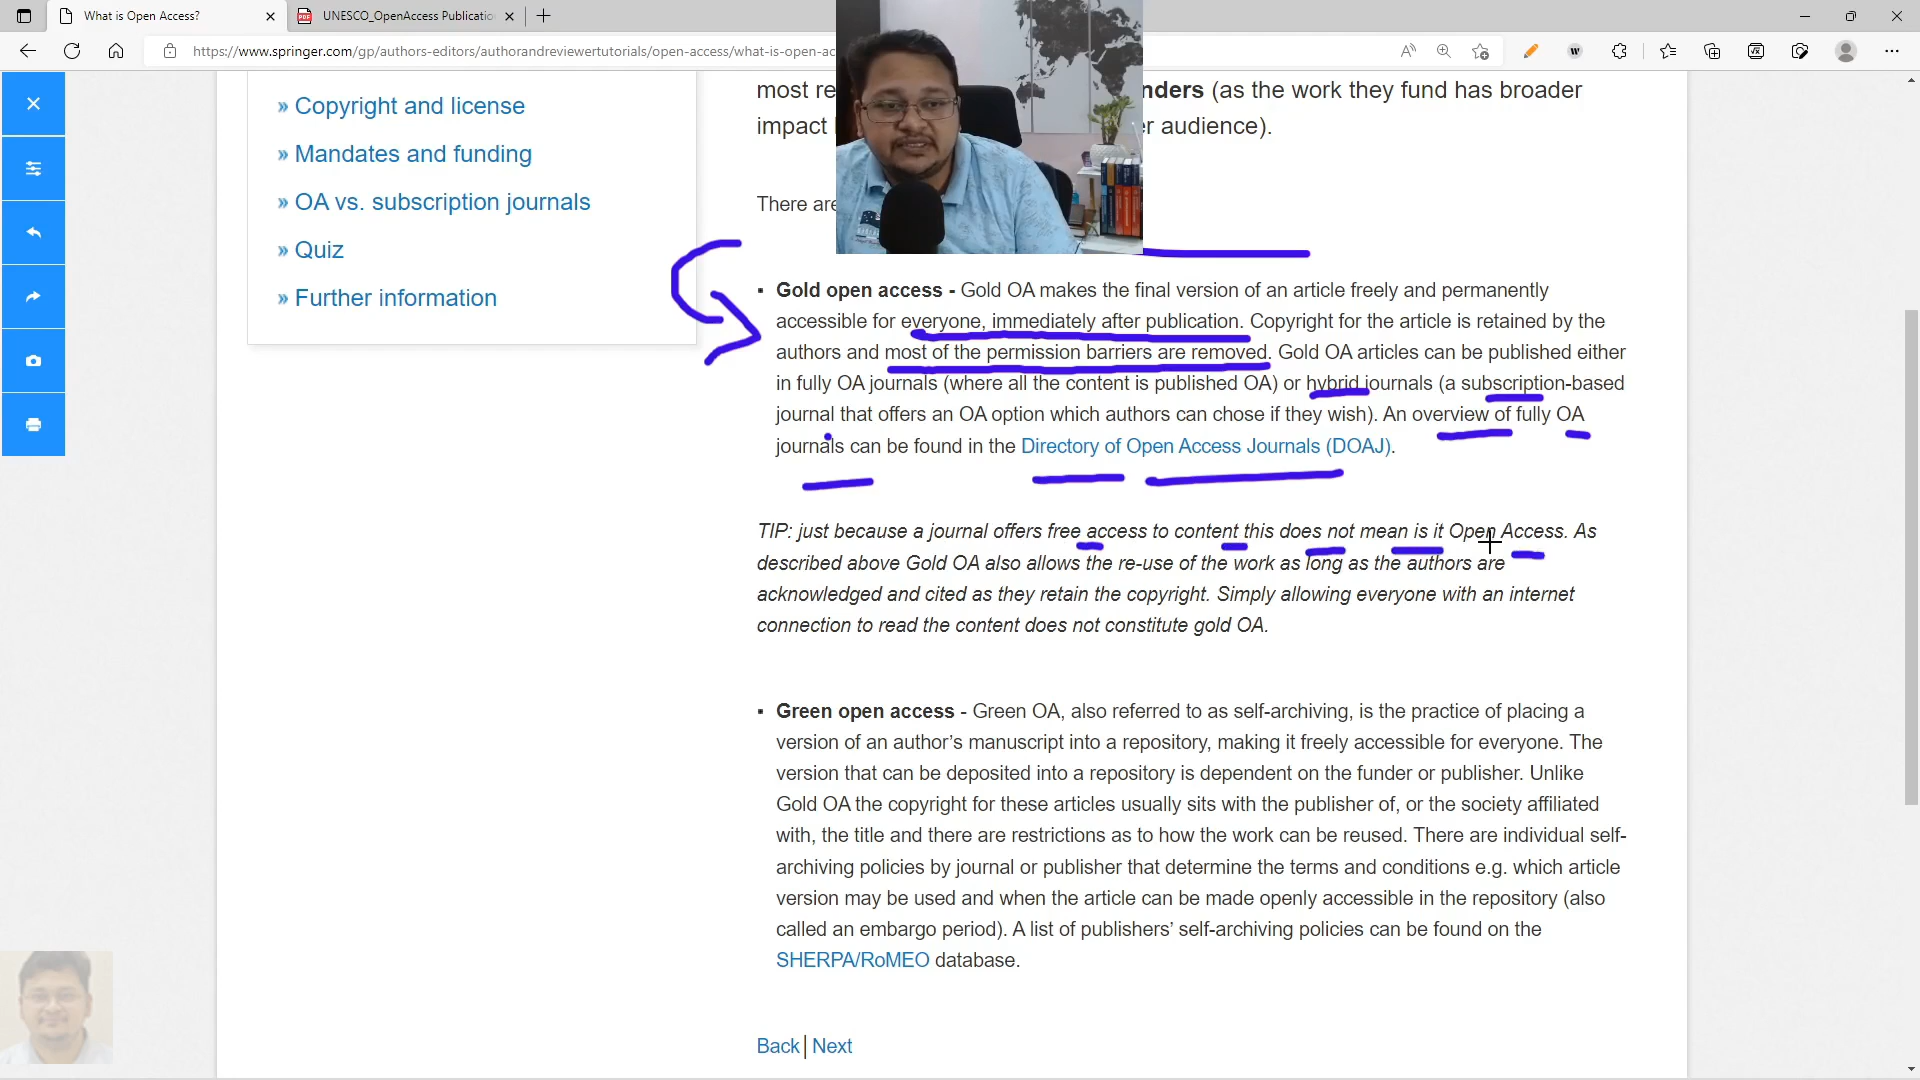 What is Open Access?
UNESCO_OpenAccess Publicatio
https://www.springer.com/gp/authors-editors/authorandreviewertutorials/open-access/what-is-open-ac
» Copyright and license
» Mandates and funding
» OA vs. subscription journals
» Quiz
» Further information
most re nders (as the work they fund has broader
impact r audience).
There are
▪ Gold open access - Gold OA makes the final version of an article freely and permanently
accessible for everyone, immediately after publication. Copyright for the article is retained by the
authors and most of the permission barriers are removed. Gold OA articles can be published either
in fully OA journals (where all the content is published OA) or hybrid journals (a subscription-based
journal that offers an OA option which authors can chose if they wish). An overview of fully OA
journals can be found in the Directory of Open Access Journals (DOAJ).
TIP: just because a journal offers free access to content this does not mean is it Open Access. As
described above Gold OA also allows the re-use of the work as long as the authors are
acknowledged and cited as they retain the copyright. Simply allowing everyone with an internet
connection to read the content does not constitute gold OA.
▪ Green open access - Green OA, also referred to as self-archiving, is the practice of placing a
version of an author’s manuscript into a repository, making it freely accessible for everyone. The
version that can be deposited into a repository is dependent on the funder or publisher. Unlike
Gold OA the copyright for these articles usually sits with the publisher of, or the society affiliated
with, the title and there are restrictions as to how the work can be reused. There are individual self-
archiving policies by journal or publisher that determine the terms and conditions e.g. which article
version may be used and when the article can be made openly accessible in the repository (also
called an embargo period). A list of publishers’ self-archiving policies can be found on the
SHERPA/RoMEO database.
Back | Next